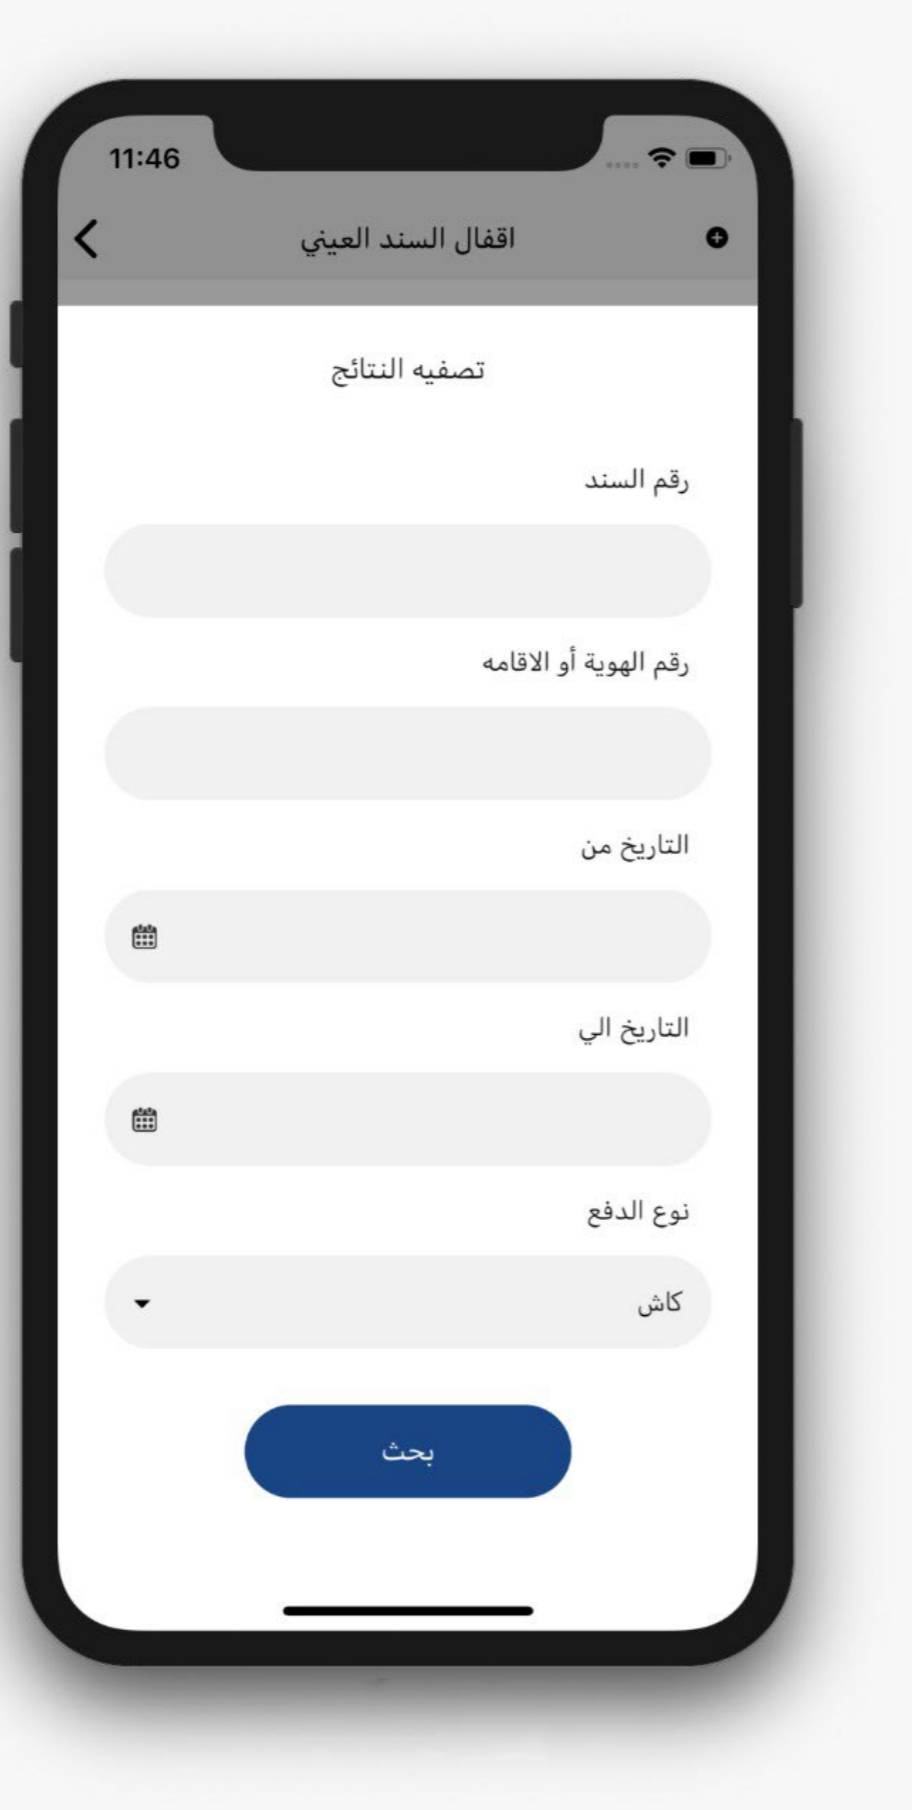 11:46
اقفال السند العيني
تصفيه النتائج
رقم السند
رقم الهوية أو الاقامه
التاريخ من
التاريخ الي
نوع الدفع
كاش
بحث